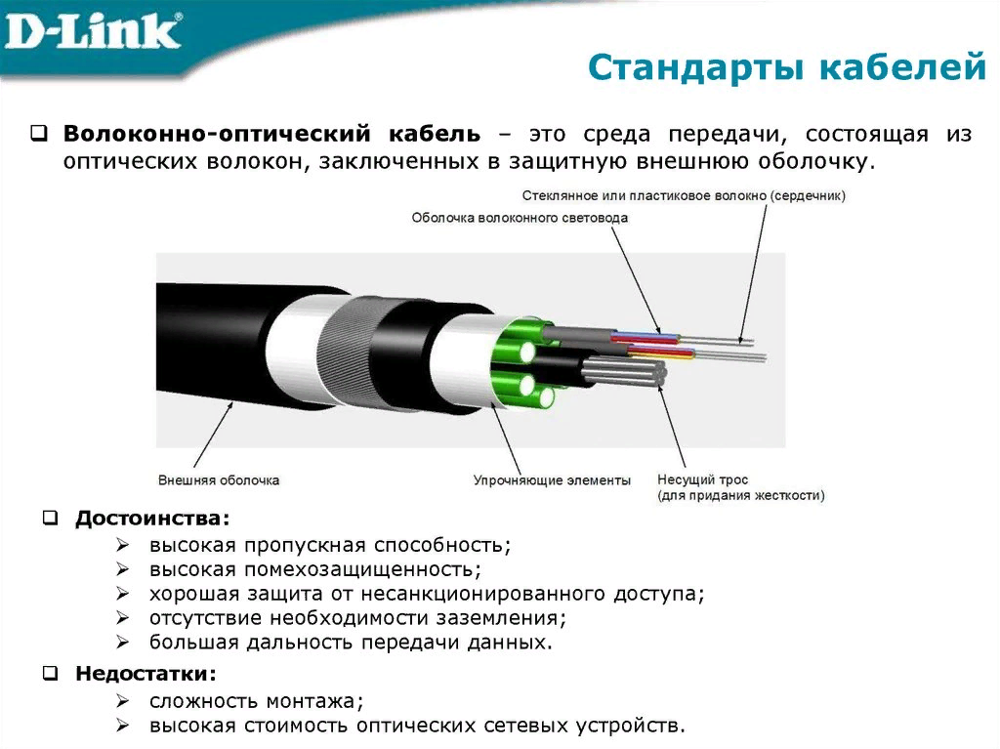 D-Link®
Стандарты кабелей
Волоконно-оптический кабель – это среда передачи, состоящая из
оптических волокон, заключенных в защитную внешнюю оболочку.
Стеклянное или пластиковое волокно (сердечник)
Оболочка волоконного световода
Внешняя оболочка
Упрочняющие элементы
Несущий трос
(для придания жесткости)
Достоинства:
высокая пропускная способность;
высокая помехозащищенность;
хорошая защита от несанкционированного доступа;
отсутствие необходимости заземления;
большая дальность передачи данных.
Недостатки:
сложность монтажа;
высокая стоимость оптических сетевых устройств.